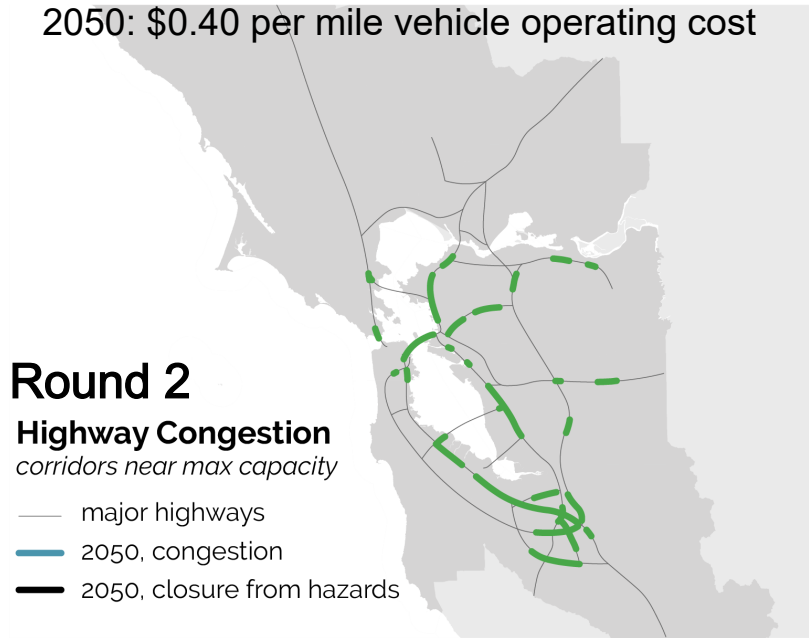 2050: $0.40 per mile vehicle operating cost
Round 2
Highway Congestion
corridors near max capacity
major highways
2050, congestion
2050, closure from hazards